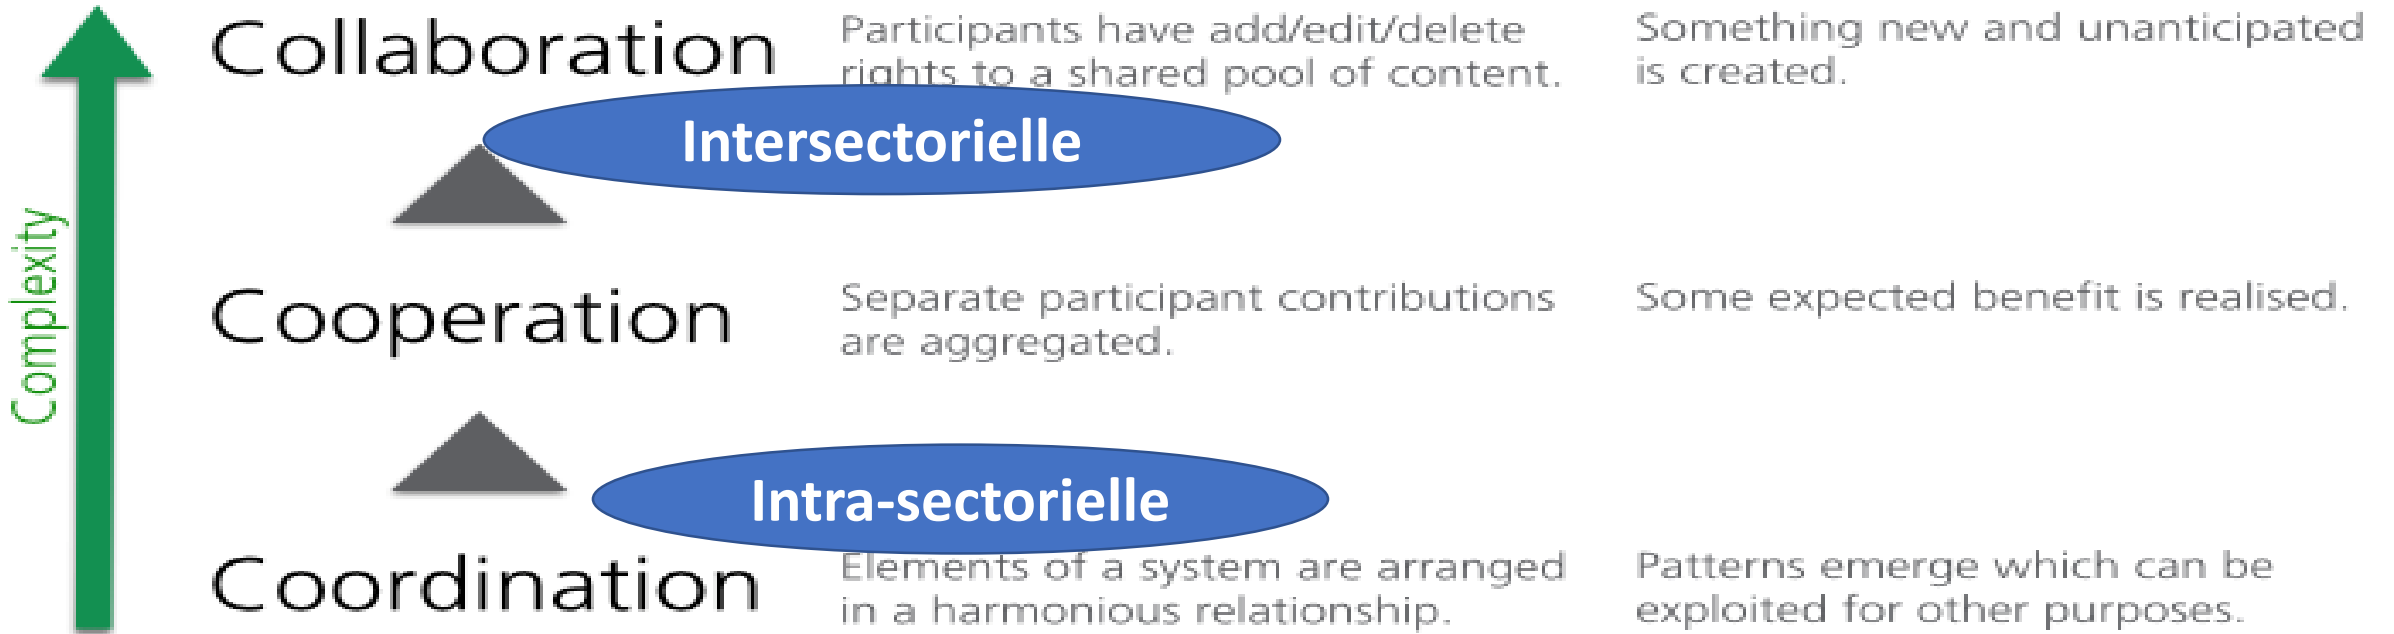 Collaboration
Participants have add/edit/delete
rights to a shared pool of content.
Something new and unanticipated
is created.
Intersectorielle
Complexity
Cooperation
Separate participant contributions
are aggregated.
Some expected benefit is realised.
Intra-sectorielle
Coordination
Elements of a system are arranged
in a harmonious relationship.
Patterns emerge which can be
exploited for other purposes.